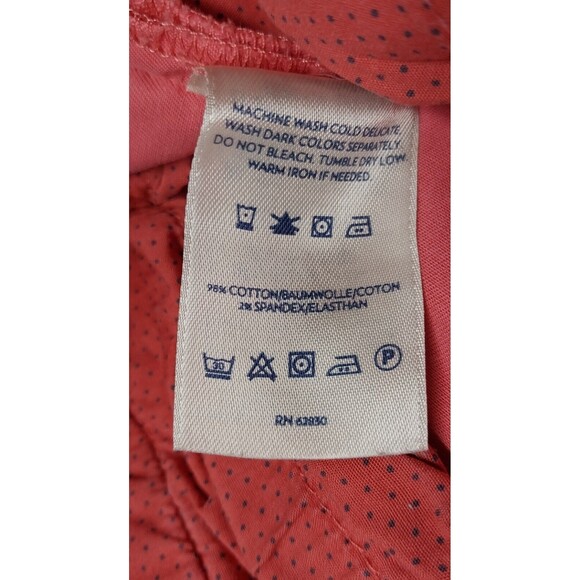 MACHINE WASH COLD DELICATE,
WASH DARK COLORS SEPARATELY
DO NOT BLEACH. TUMBLE DRY LOW
WARM IRON IF NEEDED.
98% COTTON/BAUMWOLLE/COTON
2% SPANDEX/ELASTHAN
30 P
RN 62830